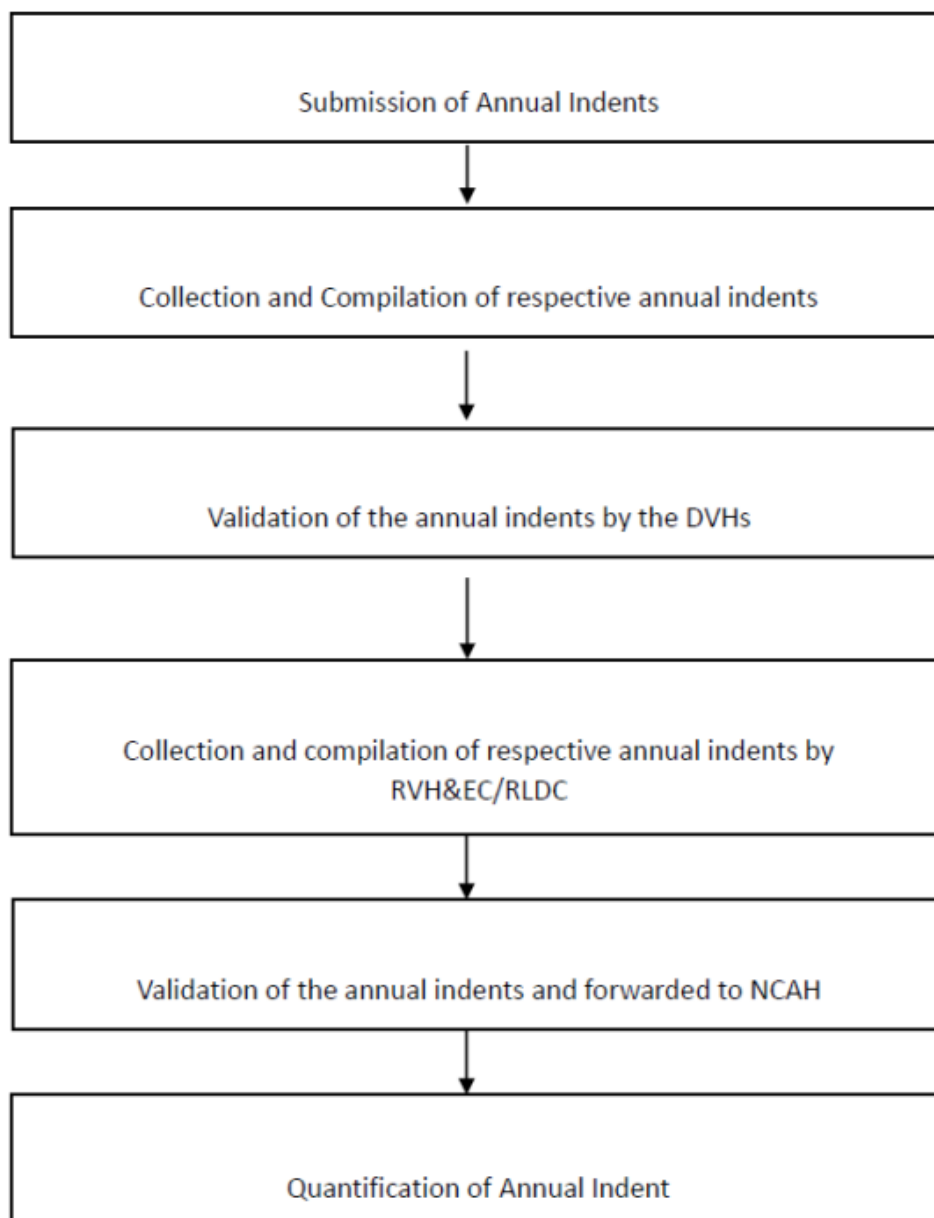 Submission of Annual Indents
Collection and Compilation of respective annual indents
Validation of the annual indents by the DVHs
Collection and compilation of respective annual indents by
RVH&EC/RLDC
Validation of the annual indents and forwarded to NCAH
Quantification of Annual Indent